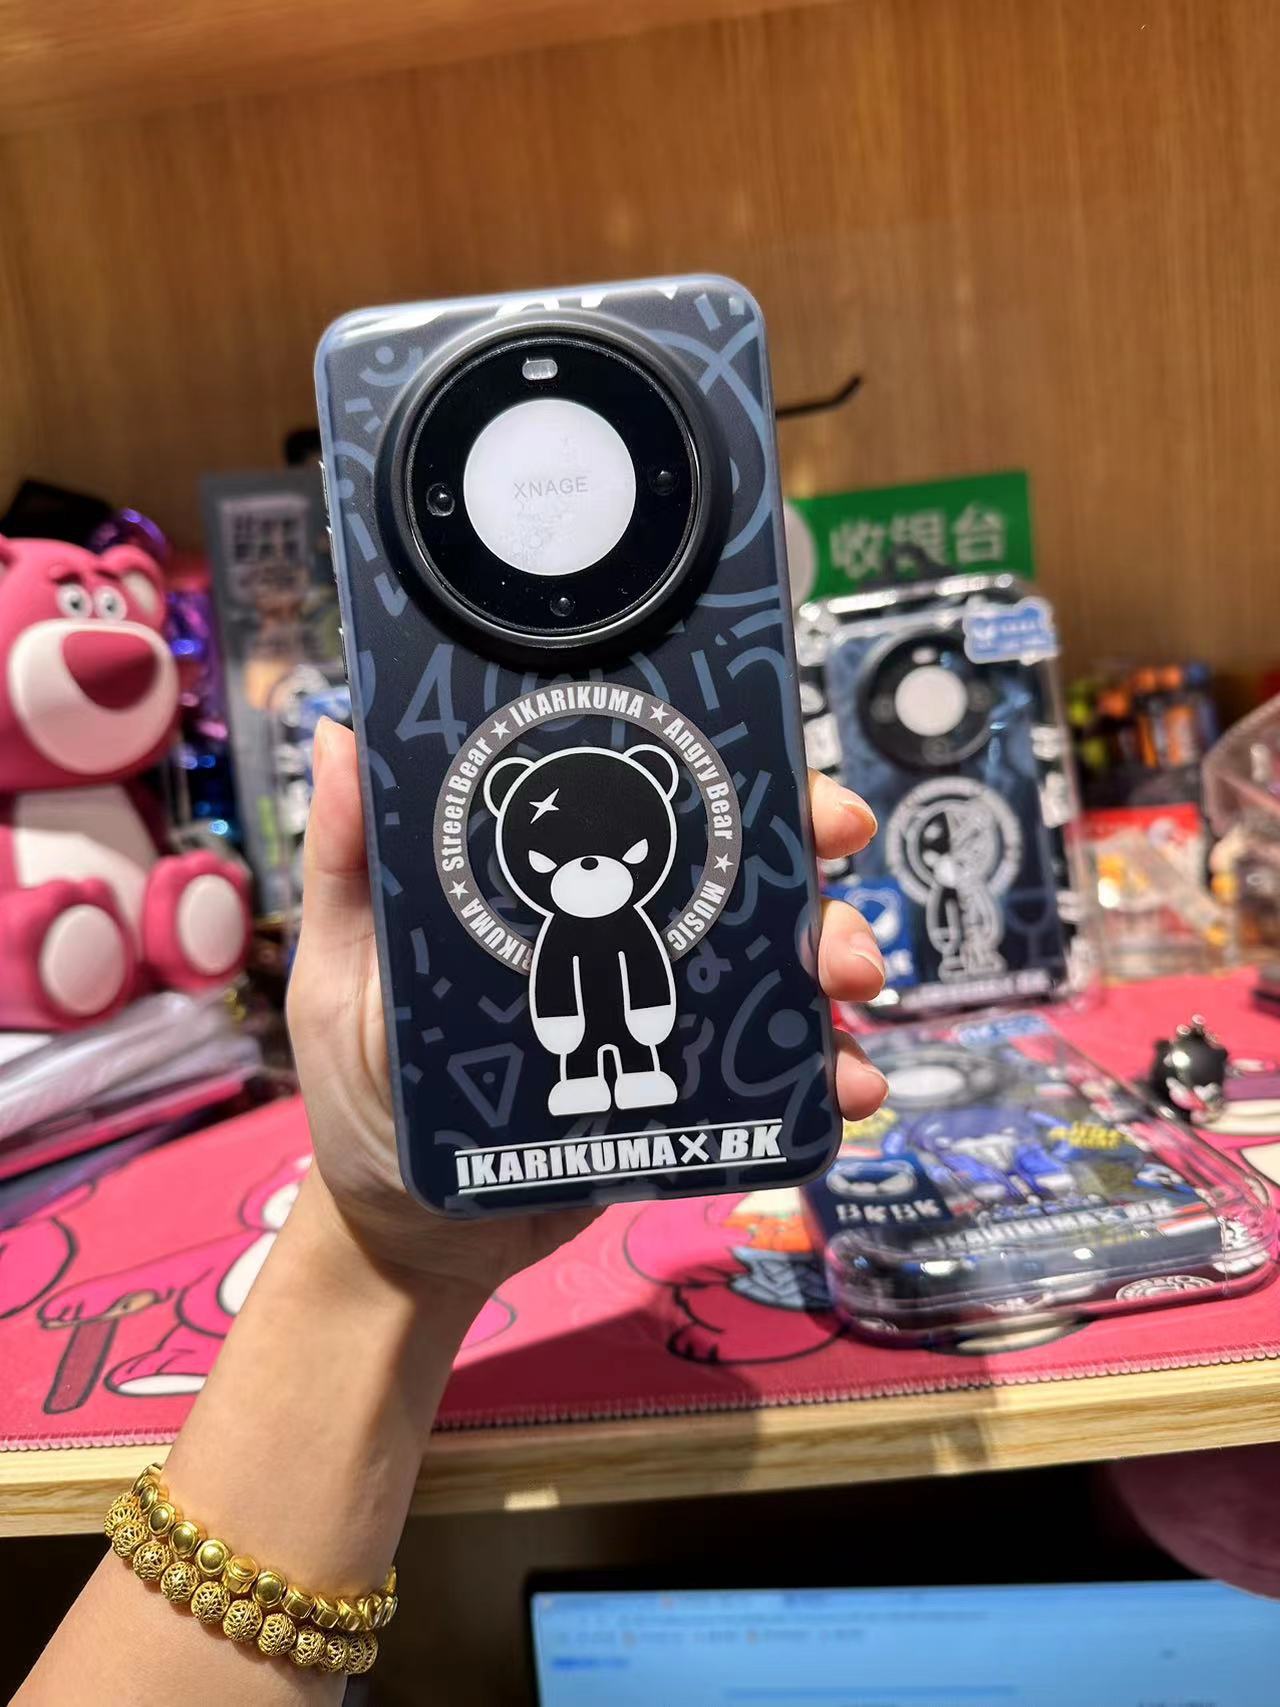 XNAGE
收银台
IKARIKUMA ★ Street Bear ★ IKARIKUMA ★ Angry Bear ★ MUSIC
IKARIKUMA X BK
BKBK
IKARIKUMA X BK